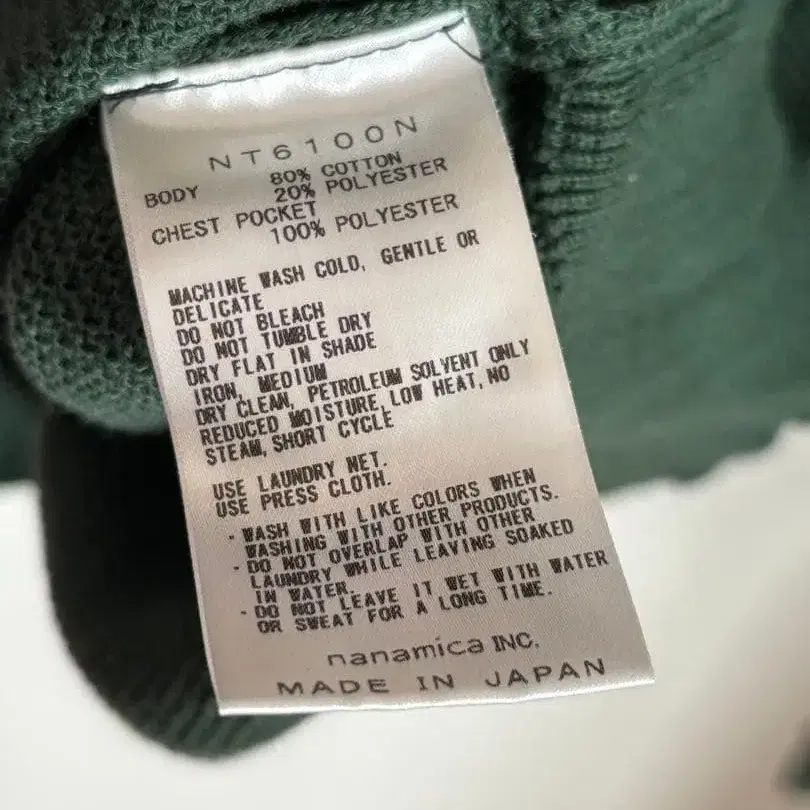 NT6100N
BODY 80% COTTON
20% POLYESTER
CHEST POCKET
100% POLYESTER
MACHINE WASH COLD, GENTLE OR
DELICATE
DO NOT BLEACH
DO NOT TUMBLE DRY
DRY FLAT IN SHADE
IRON, MEDIUM
DRY CLEAN, PETROLEUM SOLVENT ONLY
REDUCED MOISTURE, LOW HEAT, NO
STEAM, SHORT CYCLE
USE LAUNDRY NET.
USE PRESS CLOTH.
・WASH WITH LIKE COLORS WHEN
WASHING WITH OTHER PRODUCTS.
・DO NOT OVERLAP WITH OTHER
LAUNDRY WHILE LEAVING SOAKED
IN WATER.
・DO NOT LEAVE IT WET WITH WATER
OR SWEAT FOR A LONG TIME.
nanamica INC.
MADE IN JAPAN